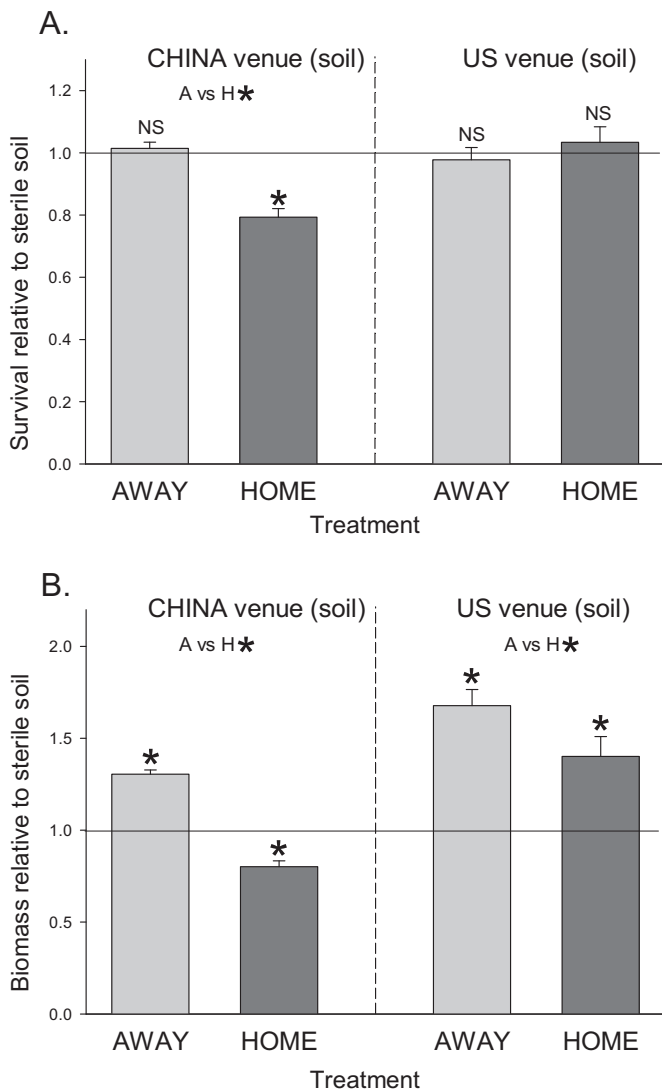 A.
CHINA venue (soil)
US venue (soil)
A vs H *
NS
*
NS
NS
1.2
1.0
0.8
0.6
0.4
0.2
0.0
Survival relative to sterile soil
AWAY HOME AWAY HOME
Treatment
B.
CHINA venue (soil)
US venue (soil)
A vs H *
A vs H *
*
*
*
*
2.0
1.5
1.0
0.5
0.0
Biomass relative to sterile soil
AWAY HOME AWAY HOME
Treatment